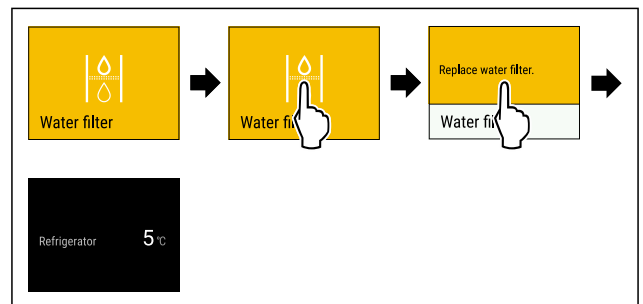 Water filter
Water fi
Replace water filter.
Water fi
Refrigerator 5 °C